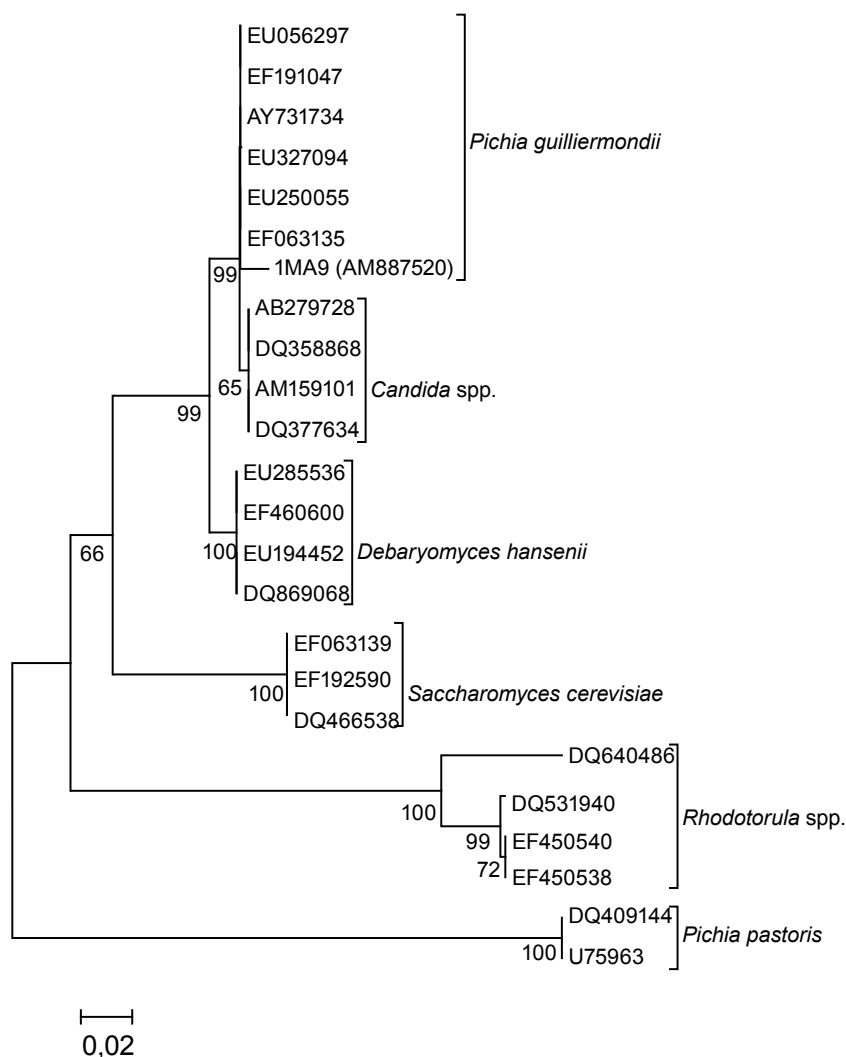 EU056297
EF191047
AY731734
EU327094
Pichia guilliermondii
EU250055
EF063135
1MA9 (AM887520)
99
AB279728
DQ358868
65
AM159101
Candida spp.
99
DQ377634
EU285536
EF460600
100
EU194452
Debaryomyces hansenii
66
DQ869068
EF063139
EF192590
100
Saccharomyces cerevisiae
DQ466538
DQ640486
100
DQ531940
Rhodotorula spp.
99
EF450540
72
EF450538
DQ409144
Pichia pastoris
100
U75963
0,02